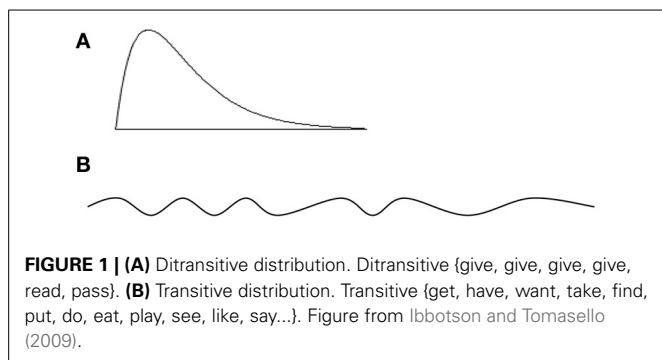 A
B
FIGURE 1 | (A) Ditransitive distribution. Ditransitive {give, give, give, give,
read, pass}. (B) Transitive distribution. Transitive {get, have, want, take, find,
put, do, eat, play, see, like, say...}. Figure from Ibbotson and Tomasello
(2009).